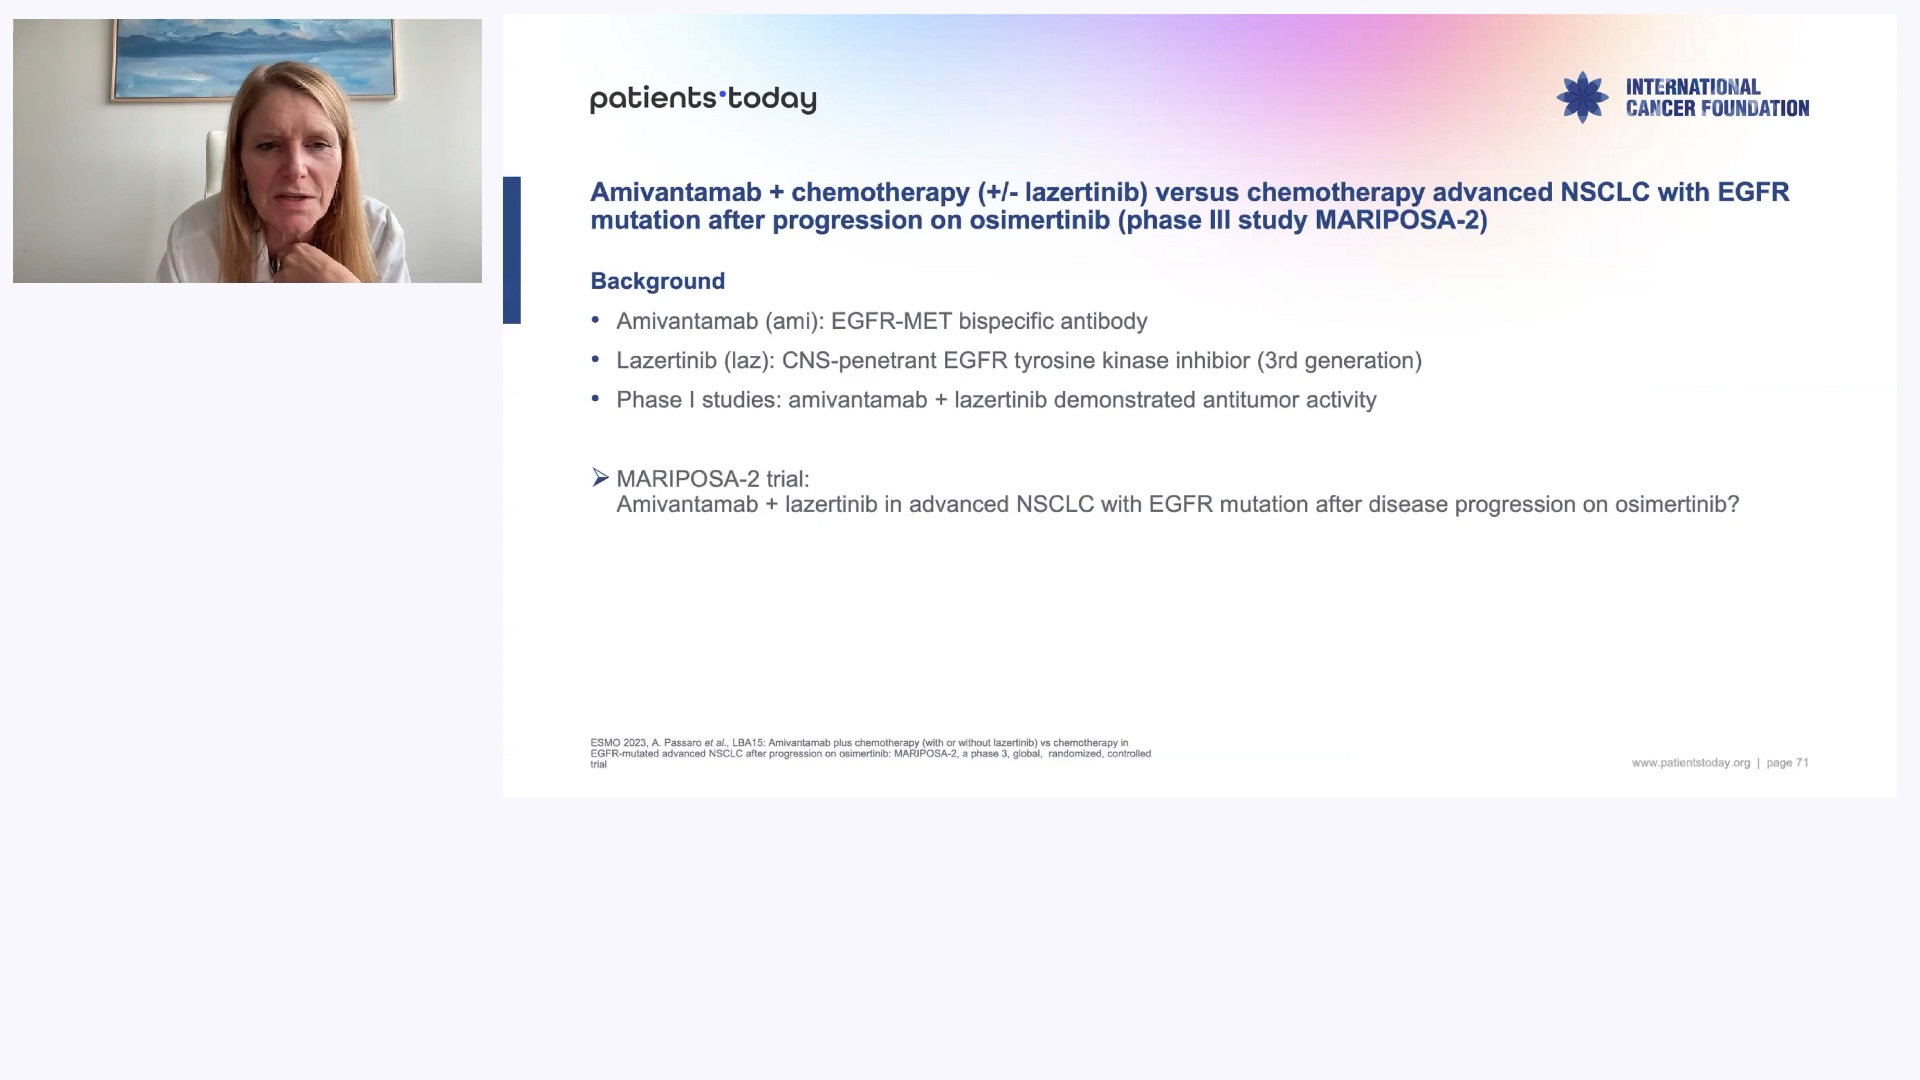 patients•today
INTERNATIONAL
CANCER FOUNDATION
Amivantamab + chemotherapy (+/- lazertinib) versus chemotherapy advanced NSCLC with EGFR
mutation after progression on osimertinib (phase III study MARIPOSA-2)
Background
• Amivantamab (ami): EGFR-MET bispecific antibody
• Lazertinib (laz): CNS-penetrant EGFR tyrosine kinase inhibior (3rd generation)
• Phase I studies: amivantamab + lazertinib demonstrated antitumor activity
➢ MARIPOSA-2 trial:
Amivantamab + lazertinib in advanced NSCLC with EGFR mutation after disease progression on osimertinib?
ESMO 2023, A. Passaro et al., LBA15: Amivantamab plus chemotherapy (with or without lazertinib) vs chemotherapy in
EGFR-mutated advanced NSCLC after progression on osimertinib: MARIPOSA-2, a phase 3, global, randomized, controlled
trial
www.patientstoday.org | page 71